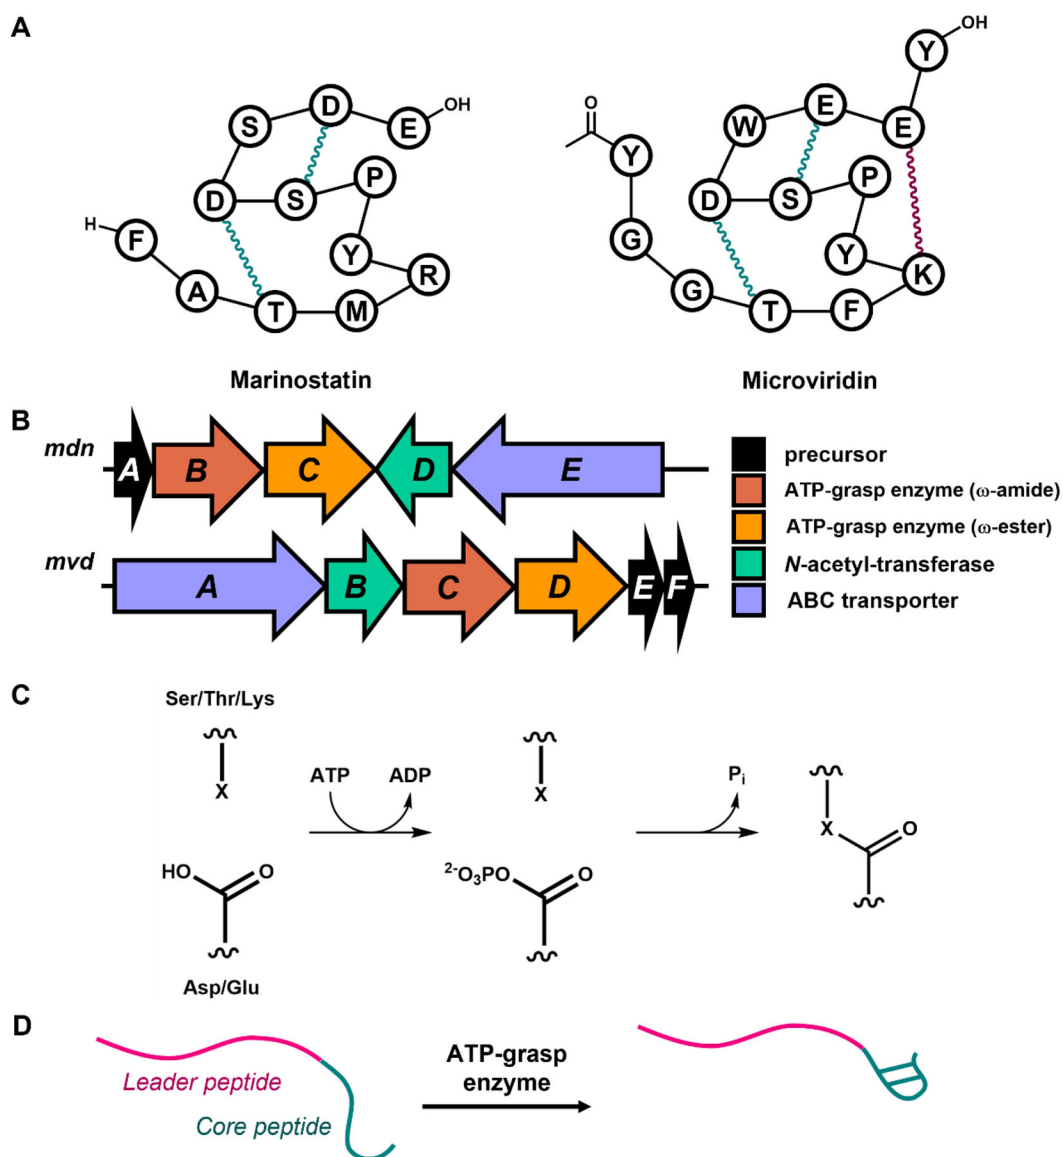 A
D
S
E
OH
D
S
P
H
F
Y
R
A
T
M
Marinostatin
Y
OH
O
W
E
E
Y
D
S
P
G
Y
K
G
T
F
Microviridin
B
mdn
A
B
C
D
E
mvd
A
B
C
D
E
F
precursor
ATP-grasp enzyme (ω-amide)
ATP-grasp enzyme (ω-ester)
N-acetyl-transferase
ABC transporter
C
Ser/Thr/Lys
X
HO
O
Asp/Glu
ATP
ADP
X
²⁻O₃PO
O
Pᵢ
X
O
D
Leader peptide
Core peptide
ATP-grasp
enzyme